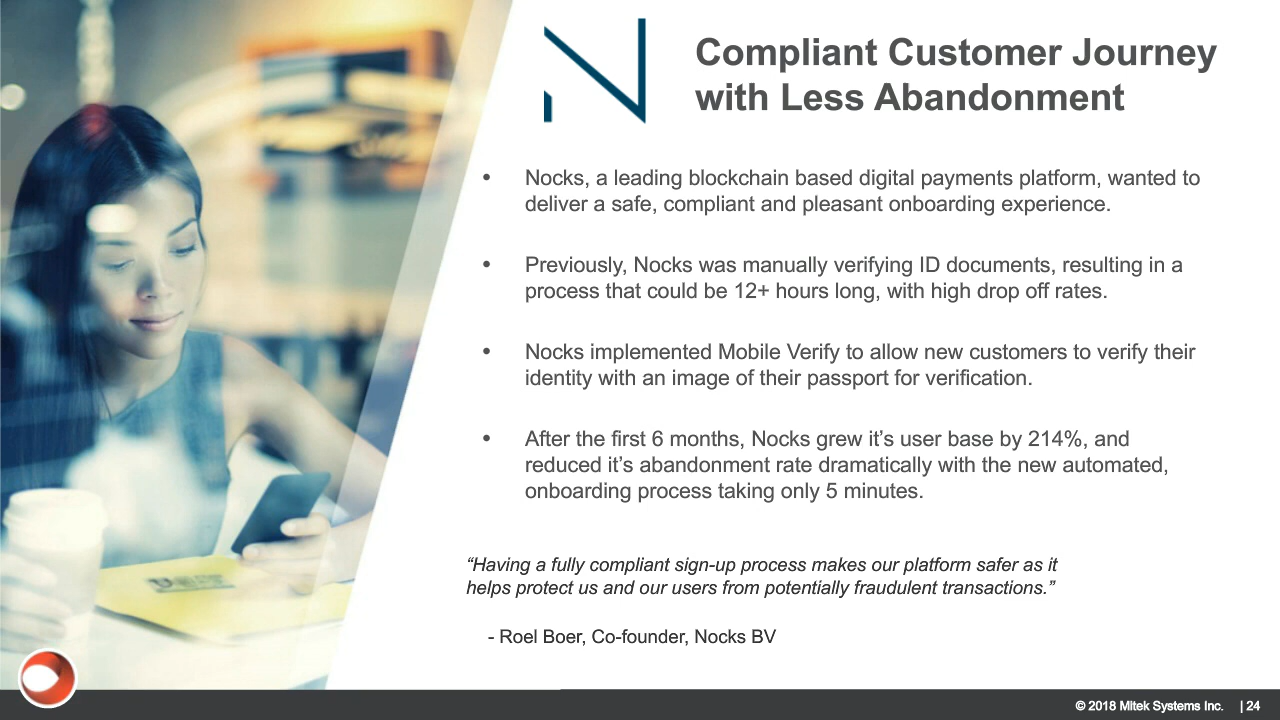 Compliant Customer Journey
with Less Abandonment
• Nocks, a leading blockchain based digital payments platform, wanted to
deliver a safe, compliant and pleasant onboarding experience.
• Previously, Nocks was manually verifying ID documents, resulting in a
process that could be 12+ hours long, with high drop off rates.
• Nocks implemented Mobile Verify to allow new customers to verify their
identity with an image of their passport for verification.
• After the first 6 months, Nocks grew it’s user base by 214%, and
reduced it’s abandonment rate dramatically with the new automated,
onboarding process taking only 5 minutes.
“Having a fully compliant sign-up process makes our platform safer as it
helps protect us and our users from potentially fraudulent transactions.”
- Roel Boer, Co-founder, Nocks BV
© 2018 Mitek Systems Inc. | 24